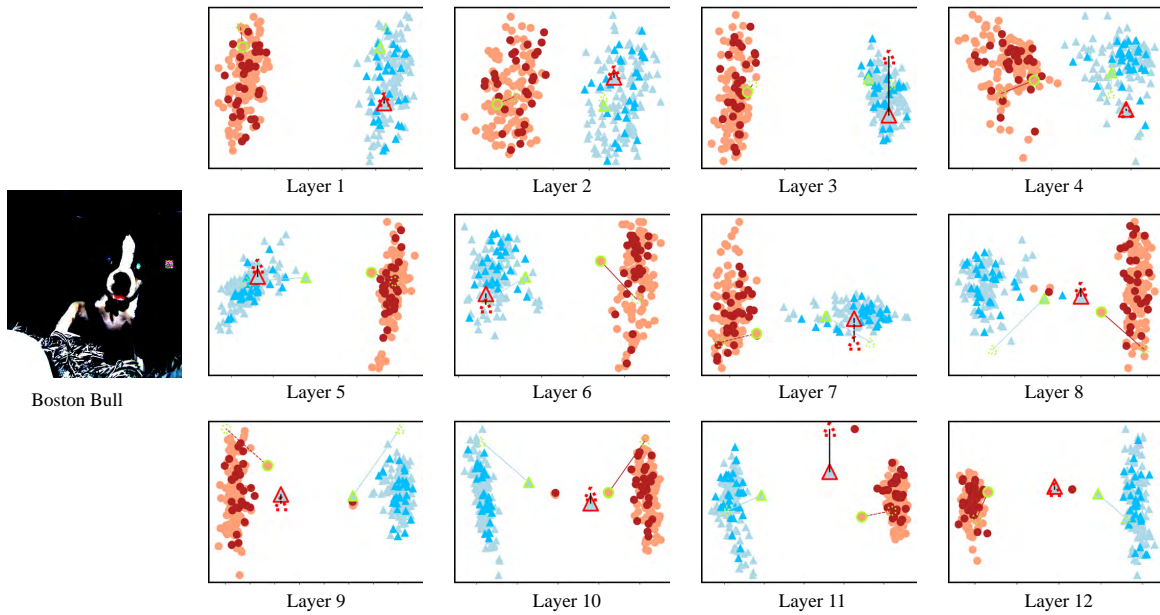 Layer 1
Layer 2
Layer 3
Layer 4
Boston Bull
Layer 5
Layer 6
Layer 7
Layer 8
Layer 9
Layer 10
Layer 11
Layer 12